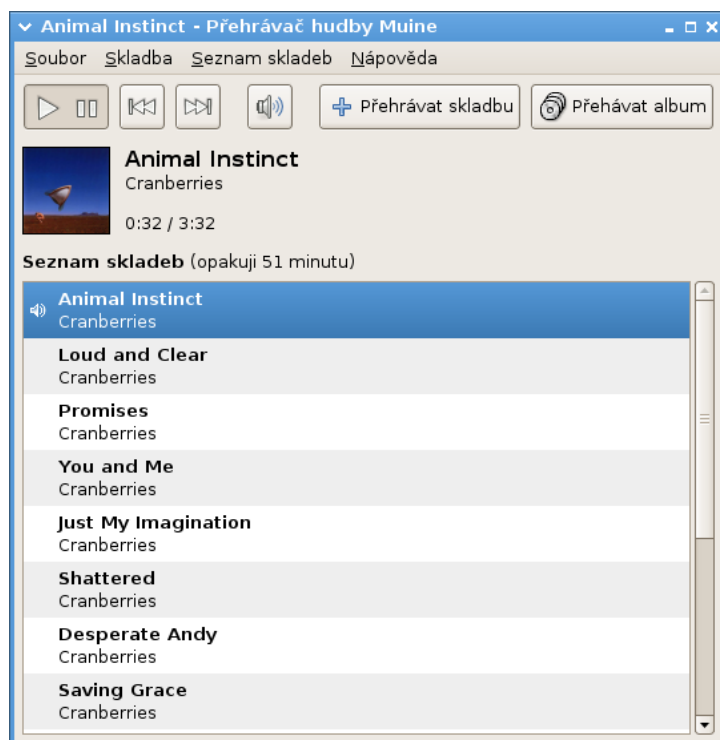 Animal Instinct - Přehrávač hudby Muine
Soubor Skladba Seznam skladeb Nápověda
Přehrávat skladbu Přehávat album
Animal Instinct
Cranberries
0:32 / 3:32
Seznam skladeb (opakuji 51 minutu)
Animal Instinct
Cranberries
Loud and Clear
Cranberries
Promises
Cranberries
You and Me
Cranberries
Just My Imagination
Cranberries
Shattered
Cranberries
Desperate Andy
Cranberries
Saving Grace
Cranberries